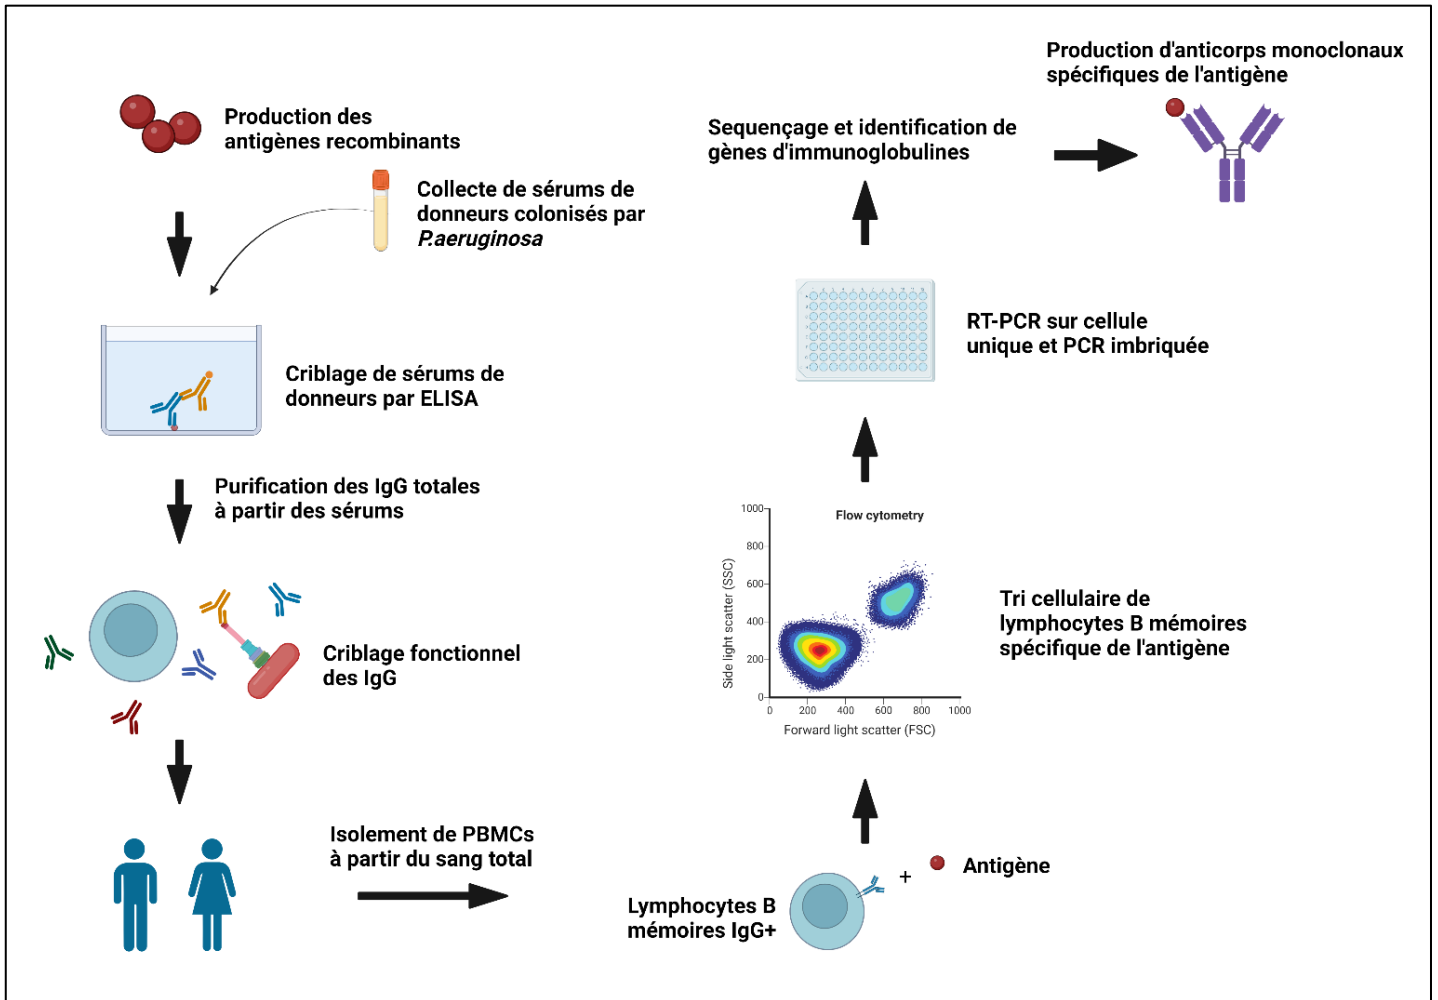 Production des
antigènes recombinants
Collecte de sérums de
donneurs colonisés par
P.aeruginosa
Criblage de sérums de
donneurs par ELISA
Purification des IgG totales
à partir des sérums
Criblage fonctionnel
des IgG
Isolement de PBMCs
à partir du sang total
Lymphocytes B
mémoires IgG+
+
Antigène
Flow cytometry
Side light scatter (SSC)
1000
800
600
400
200
0
0 200 400 600 800 1000
Forward light scatter (FSC)
Tri cellulaire de
lymphocytes B mémoires
spécifique de l'antigène
RT-PCR sur cellule
unique et PCR imbriquée
Sequençage et identification de
gènes d'immunoglobulines
Production d'anticorps monoclonaux
spécifiques de l'antigène